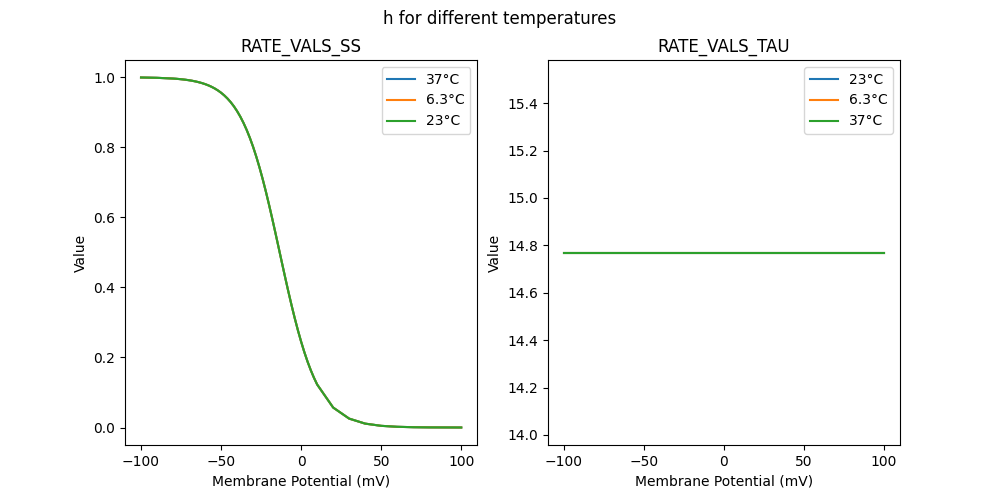 h for different temperatures
RATE_VALS_SS
1.0
0.8
0.6
0.4
0.2
0.0
Value
−100
−50
0
50
100
Membrane Potential (mV)
37°C
6.3°C
23°C
RATE_VALS_TAU
15.4
15.2
15.0
14.8
14.6
14.4
14.2
14.0
Value
−100
−50
0
50
100
Membrane Potential (mV)
23°C
6.3°C
37°C